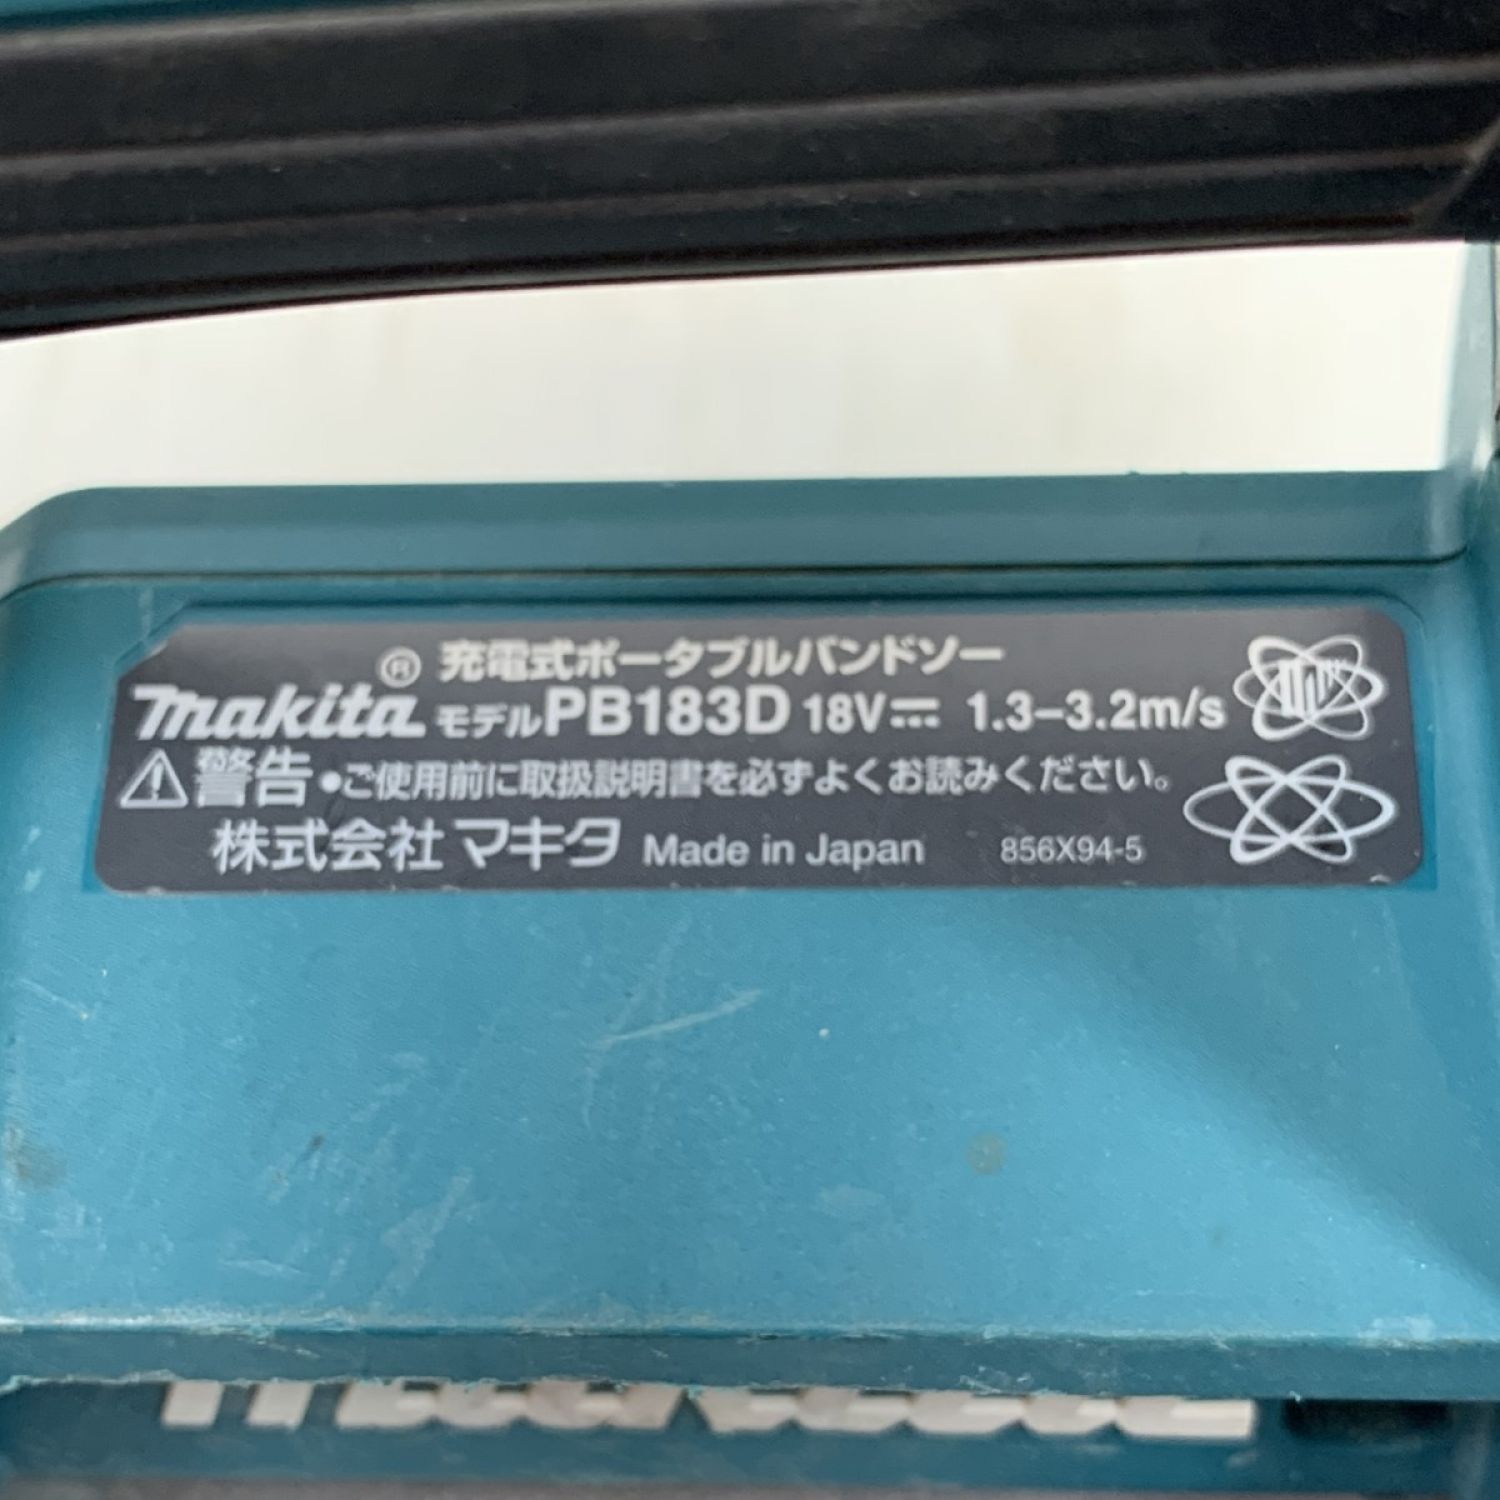 ® 充電式ポータブルバンドソー
makita モデルPB183D 18V⎓ 1.3–3.2m/s
⚠警告 •ご使用前に取扱説明書を必ずよくお読みください。
株式会社マキタ Made in Japan 856X94-5